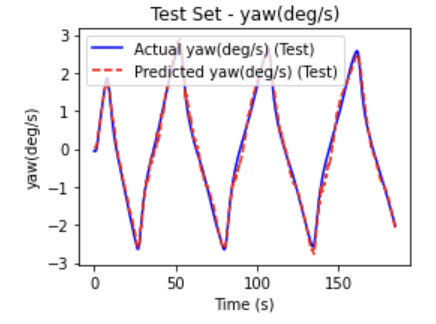 Test Set - yaw(deg/s)
Actual yaw(deg/s) (Test)
Predicted yaw(deg/s) (Test)
yaw(deg/s)
3
2
1
0
−1
−2
−3
0 50 100 150
Time (s)